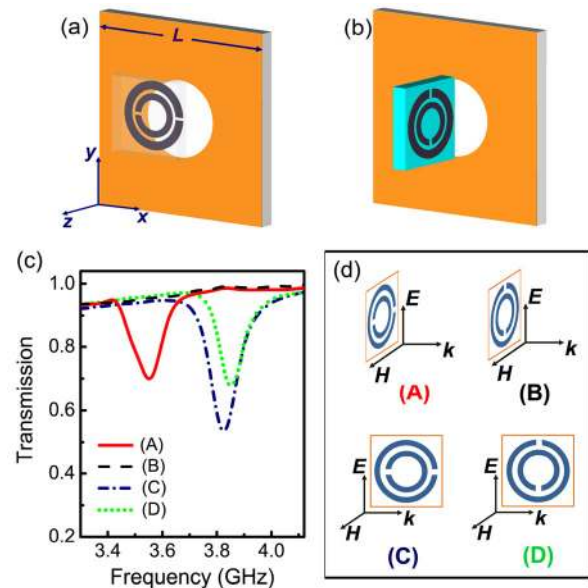 (a)
L
y
z
x
(b)
(c)
Transmission
1.0
0.8
0.6
0.4
0.2
(A)
(B)
(C)
(D)
3.4 3.6 3.8 4.0
Frequency (GHz)
(d)
E
k
H
(A)
E
k
H
(B)
E
k
H
(C)
E
k
H
(D)